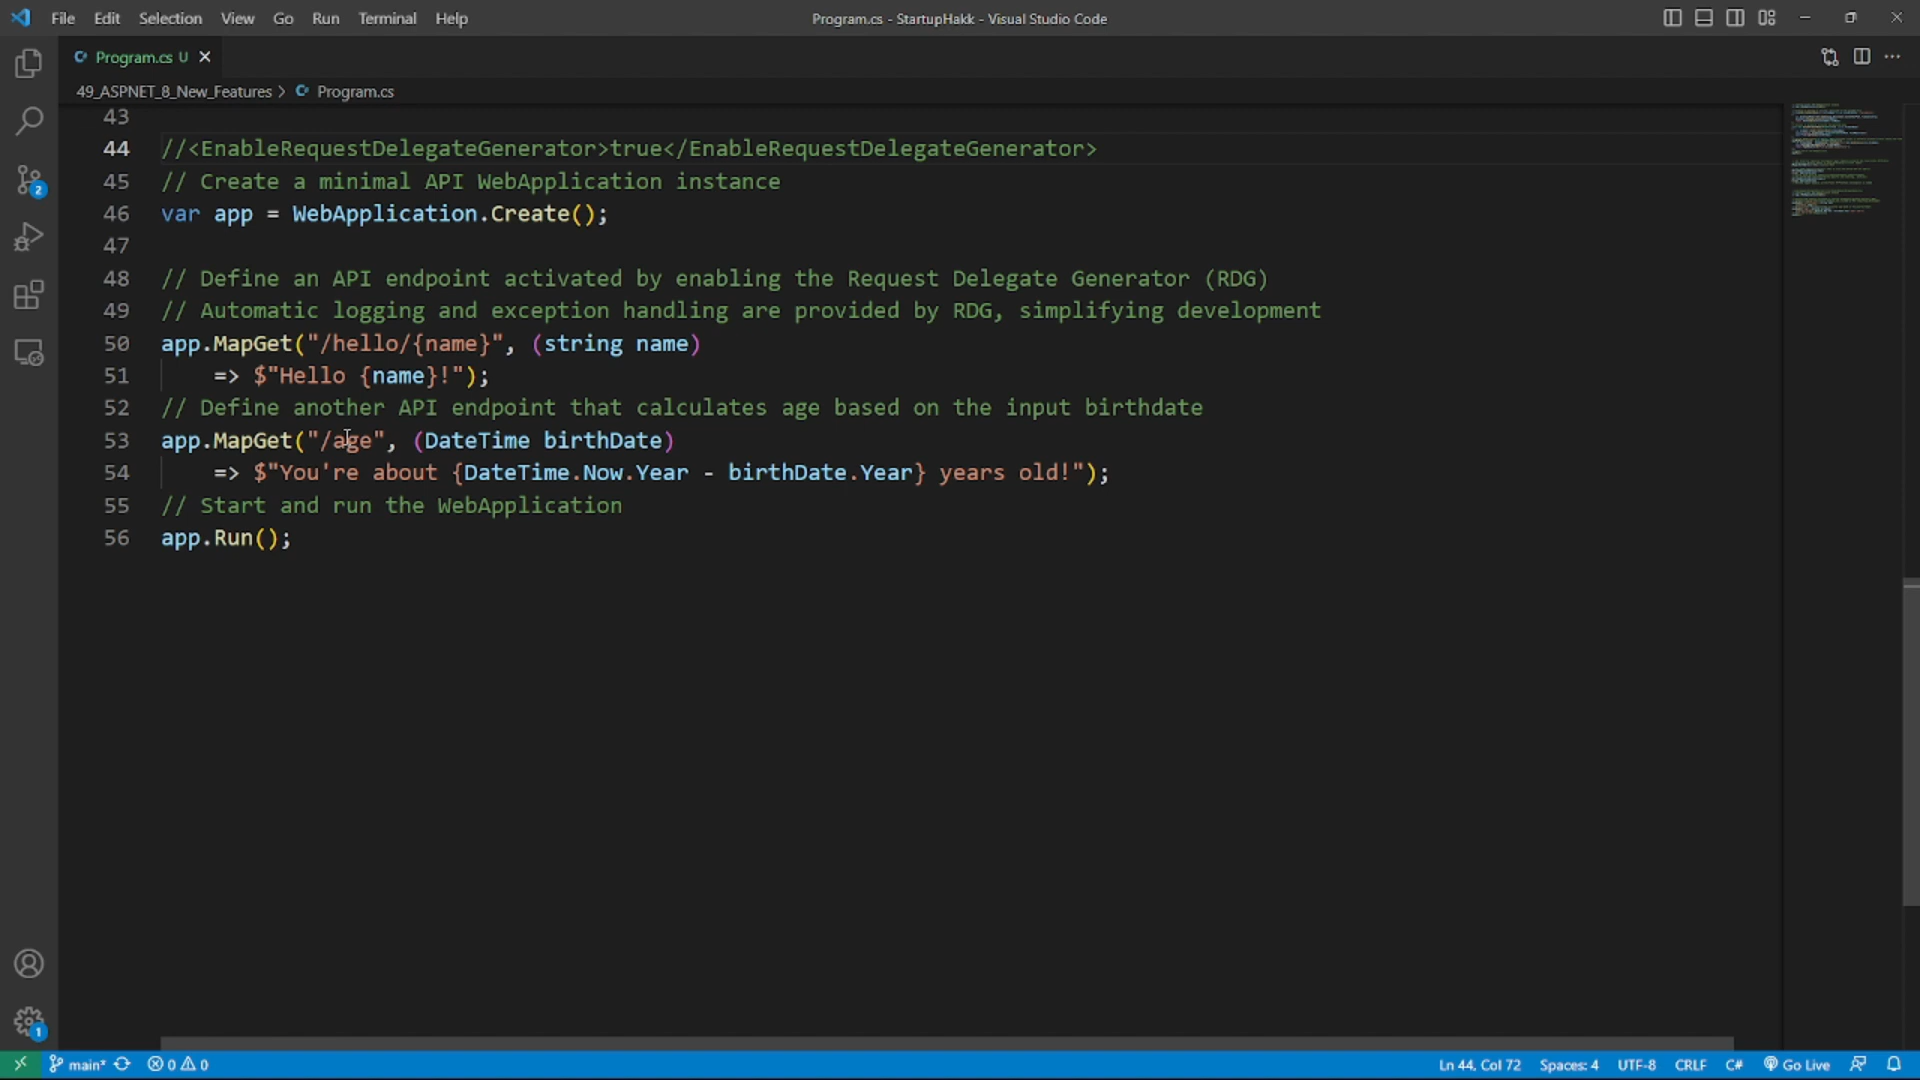 File Edit Selection View Go Run Terminal Help
Program.cs - StartupHakk - Visual Studio Code
Program.cs U
49_ASPNET_8_New_Features > Program.cs
43
44 //<EnableRequestDelegateGenerator>true</EnableRequestDelegateGenerator>
45 // Create a minimal API WebApplication instance
46 var app = WebApplication.Create();
47
48 // Define an API endpoint activated by enabling the Request Delegate Generator (RDG)
49 // Automatic logging and exception handling are provided by RDG, simplifying development
50 app.MapGet("/hello/{name}", (string name)
51 => $"Hello {name}!");
52 // Define another API endpoint that calculates age based on the input birthdate
53 app.MapGet("/age", (DateTime birthDate)
54 => $"You're about {DateTime.Now.Year - birthDate.Year} years old!");
55 // Start and run the WebApplication
56 app.Run();
2
1
main* 0 0 Ln 44, Col 72 Spaces: 4 UTF-8 CRLF C# Go Live